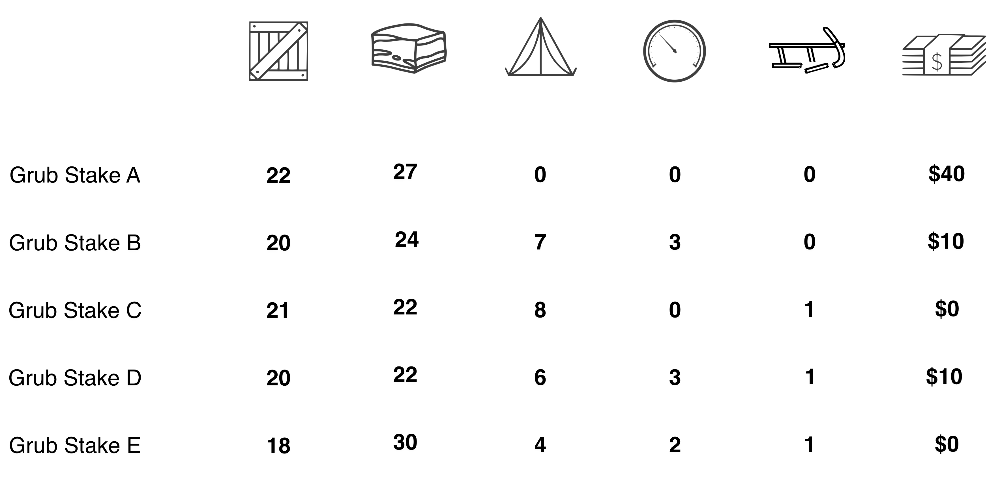 $
Grub Stake A 22 27 0 0 0 $40
Grub Stake B 20 24 7 3 0 $10
Grub Stake C 21 22 8 0 1 $0
Grub Stake D 20 22 6 3 1 $10
Grub Stake E 18 30 4 2 1 $0